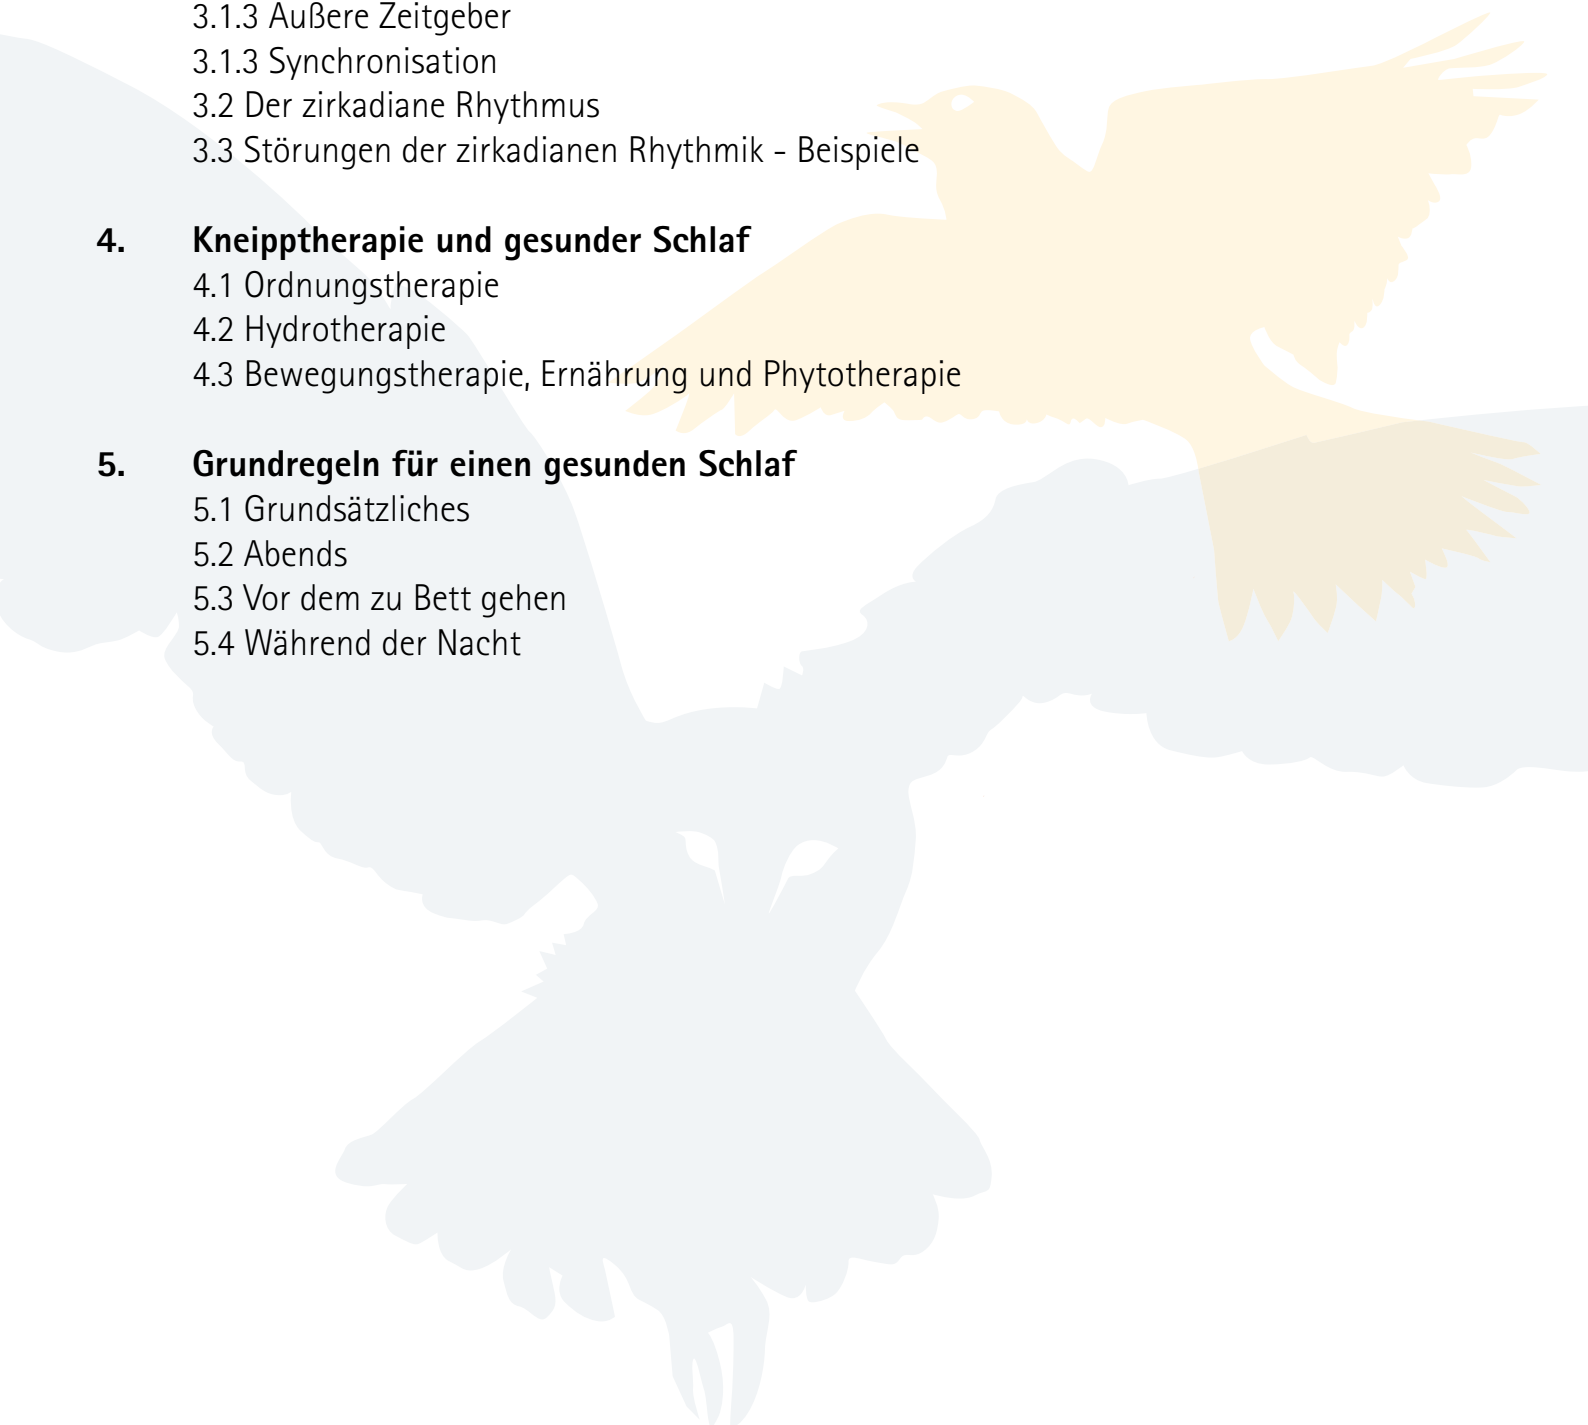 3.1.3 Äußere Zeitgeber
3.1.3 Synchronisation
3.2 Der zirkadiane Rhythmus
3.3 Störungen der zirkadianen Rhythmik - Beispiele
4. Kneipptherapie und gesunder Schlaf
4.1 Ordnungstherapie
4.2 Hydrotherapie
4.3 Bewegungstherapie, Ernährung und Phytotherapie
5. Grundregeln für einen gesunden Schlaf
5.1 Grundsätzliches
5.2 Abends
5.3 Vor dem zu Bett gehen
5.4 Während der Nacht